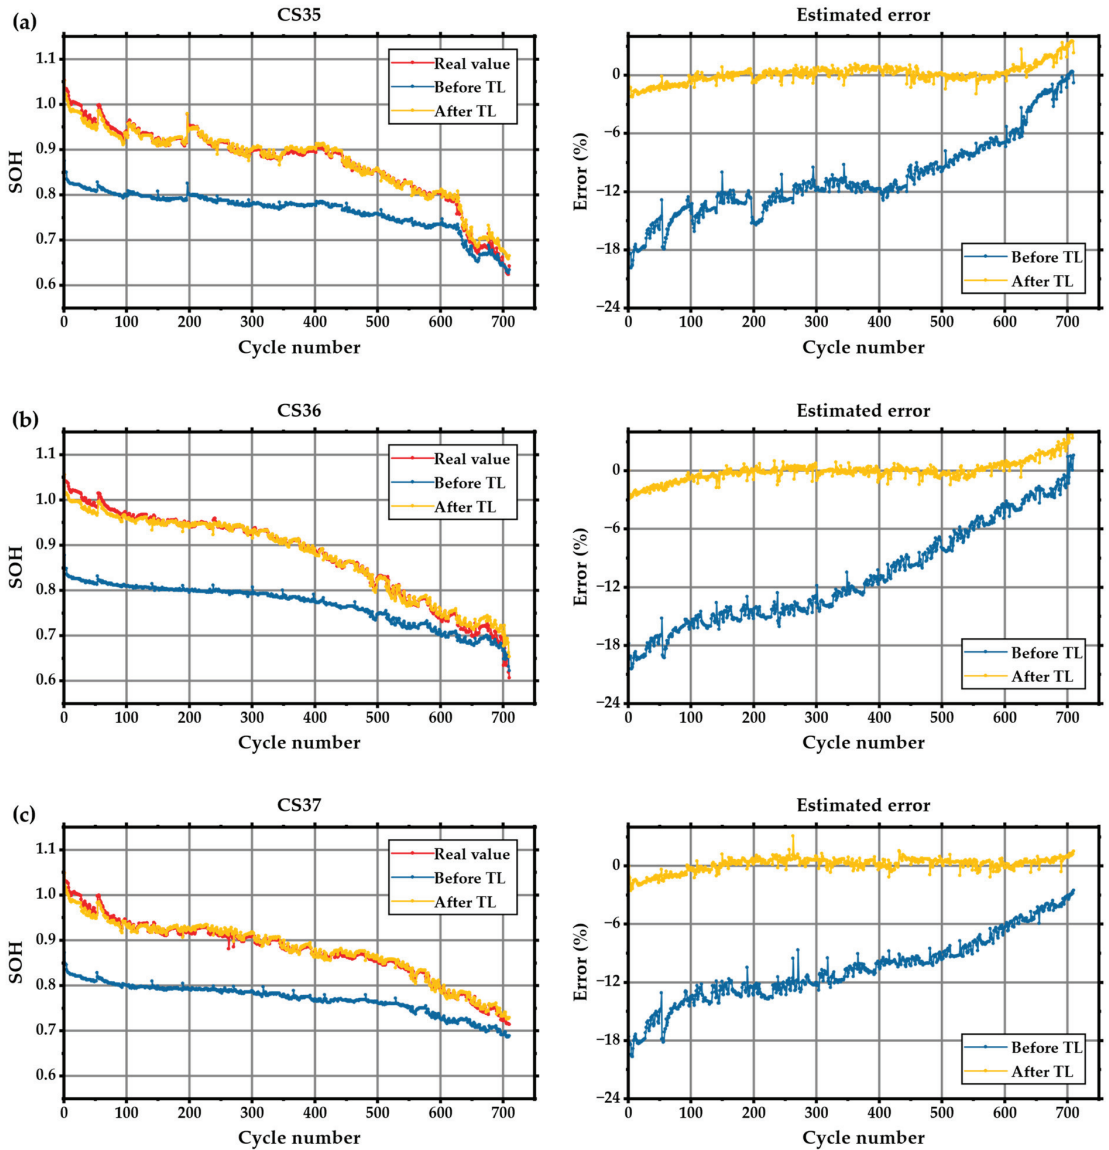 (a)
CS35
Estimated error
1.1
1.0
0.9
0.8
0.7
0.6
SOH
Real value
Before TL
After TL
0 100 200 300 400 500 600 700
Cycle number
0
−6
−12
−18
−24
Error (%)
Before TL
After TL
0 100 200 300 400 500 600 700
Cycle number
(b)
CS36
Estimated error
1.1
1.0
0.9
0.8
0.7
0.6
SOH
Real value
Before TL
After TL
0 100 200 300 400 500 600 700
Cycle number
0
−6
−12
−18
−24
Error (%)
Before TL
After TL
0 100 200 300 400 500 600 700
Cycle number
(c)
CS37
Estimated error
1.1
1.0
0.9
0.8
0.7
0.6
SOH
Real value
Before TL
After TL
0 100 200 300 400 500 600 700
Cycle number
0
−6
−12
−18
−24
Error (%)
Before TL
After TL
0 100 200 300 400 500 600 700
Cycle number